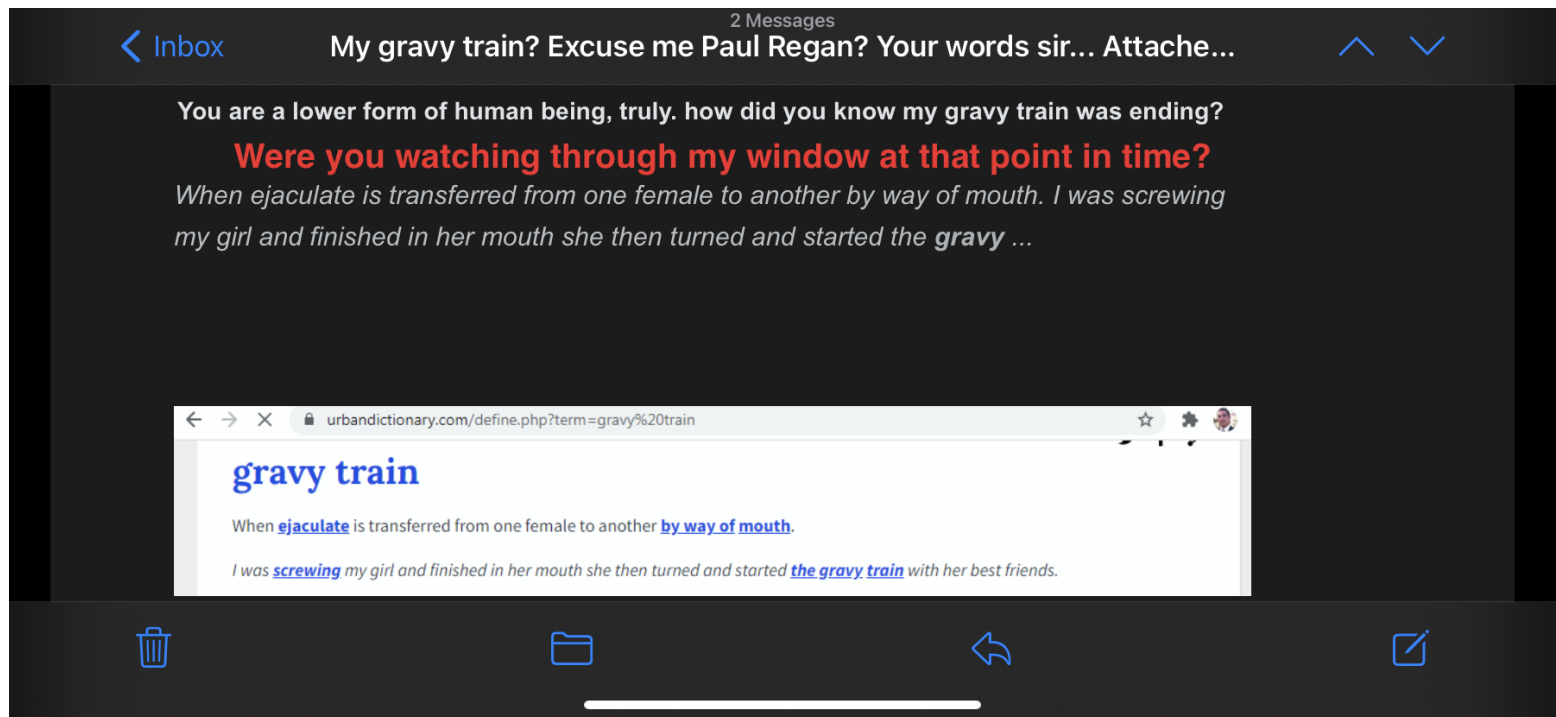 2 Messages
Inbox
My gravy train? Excuse me Paul Regan? Your words sir... Attache...
You are a lower form of human being, truly. how did you know my gravy train was ending?
Were you watching through my window at that point in time?
When ejaculate is transferred from one female to another by way of mouth. I was screwing
my girl and finished in her mouth she then turned and started the gravy ...
urbandictionary.com/define.php?term=gravy%20train
gravy train
When ejaculate is transferred from one female to another by way of mouth.
I was screwing my girl and finished in her mouth she then turned and started the gravy train with her best friends.